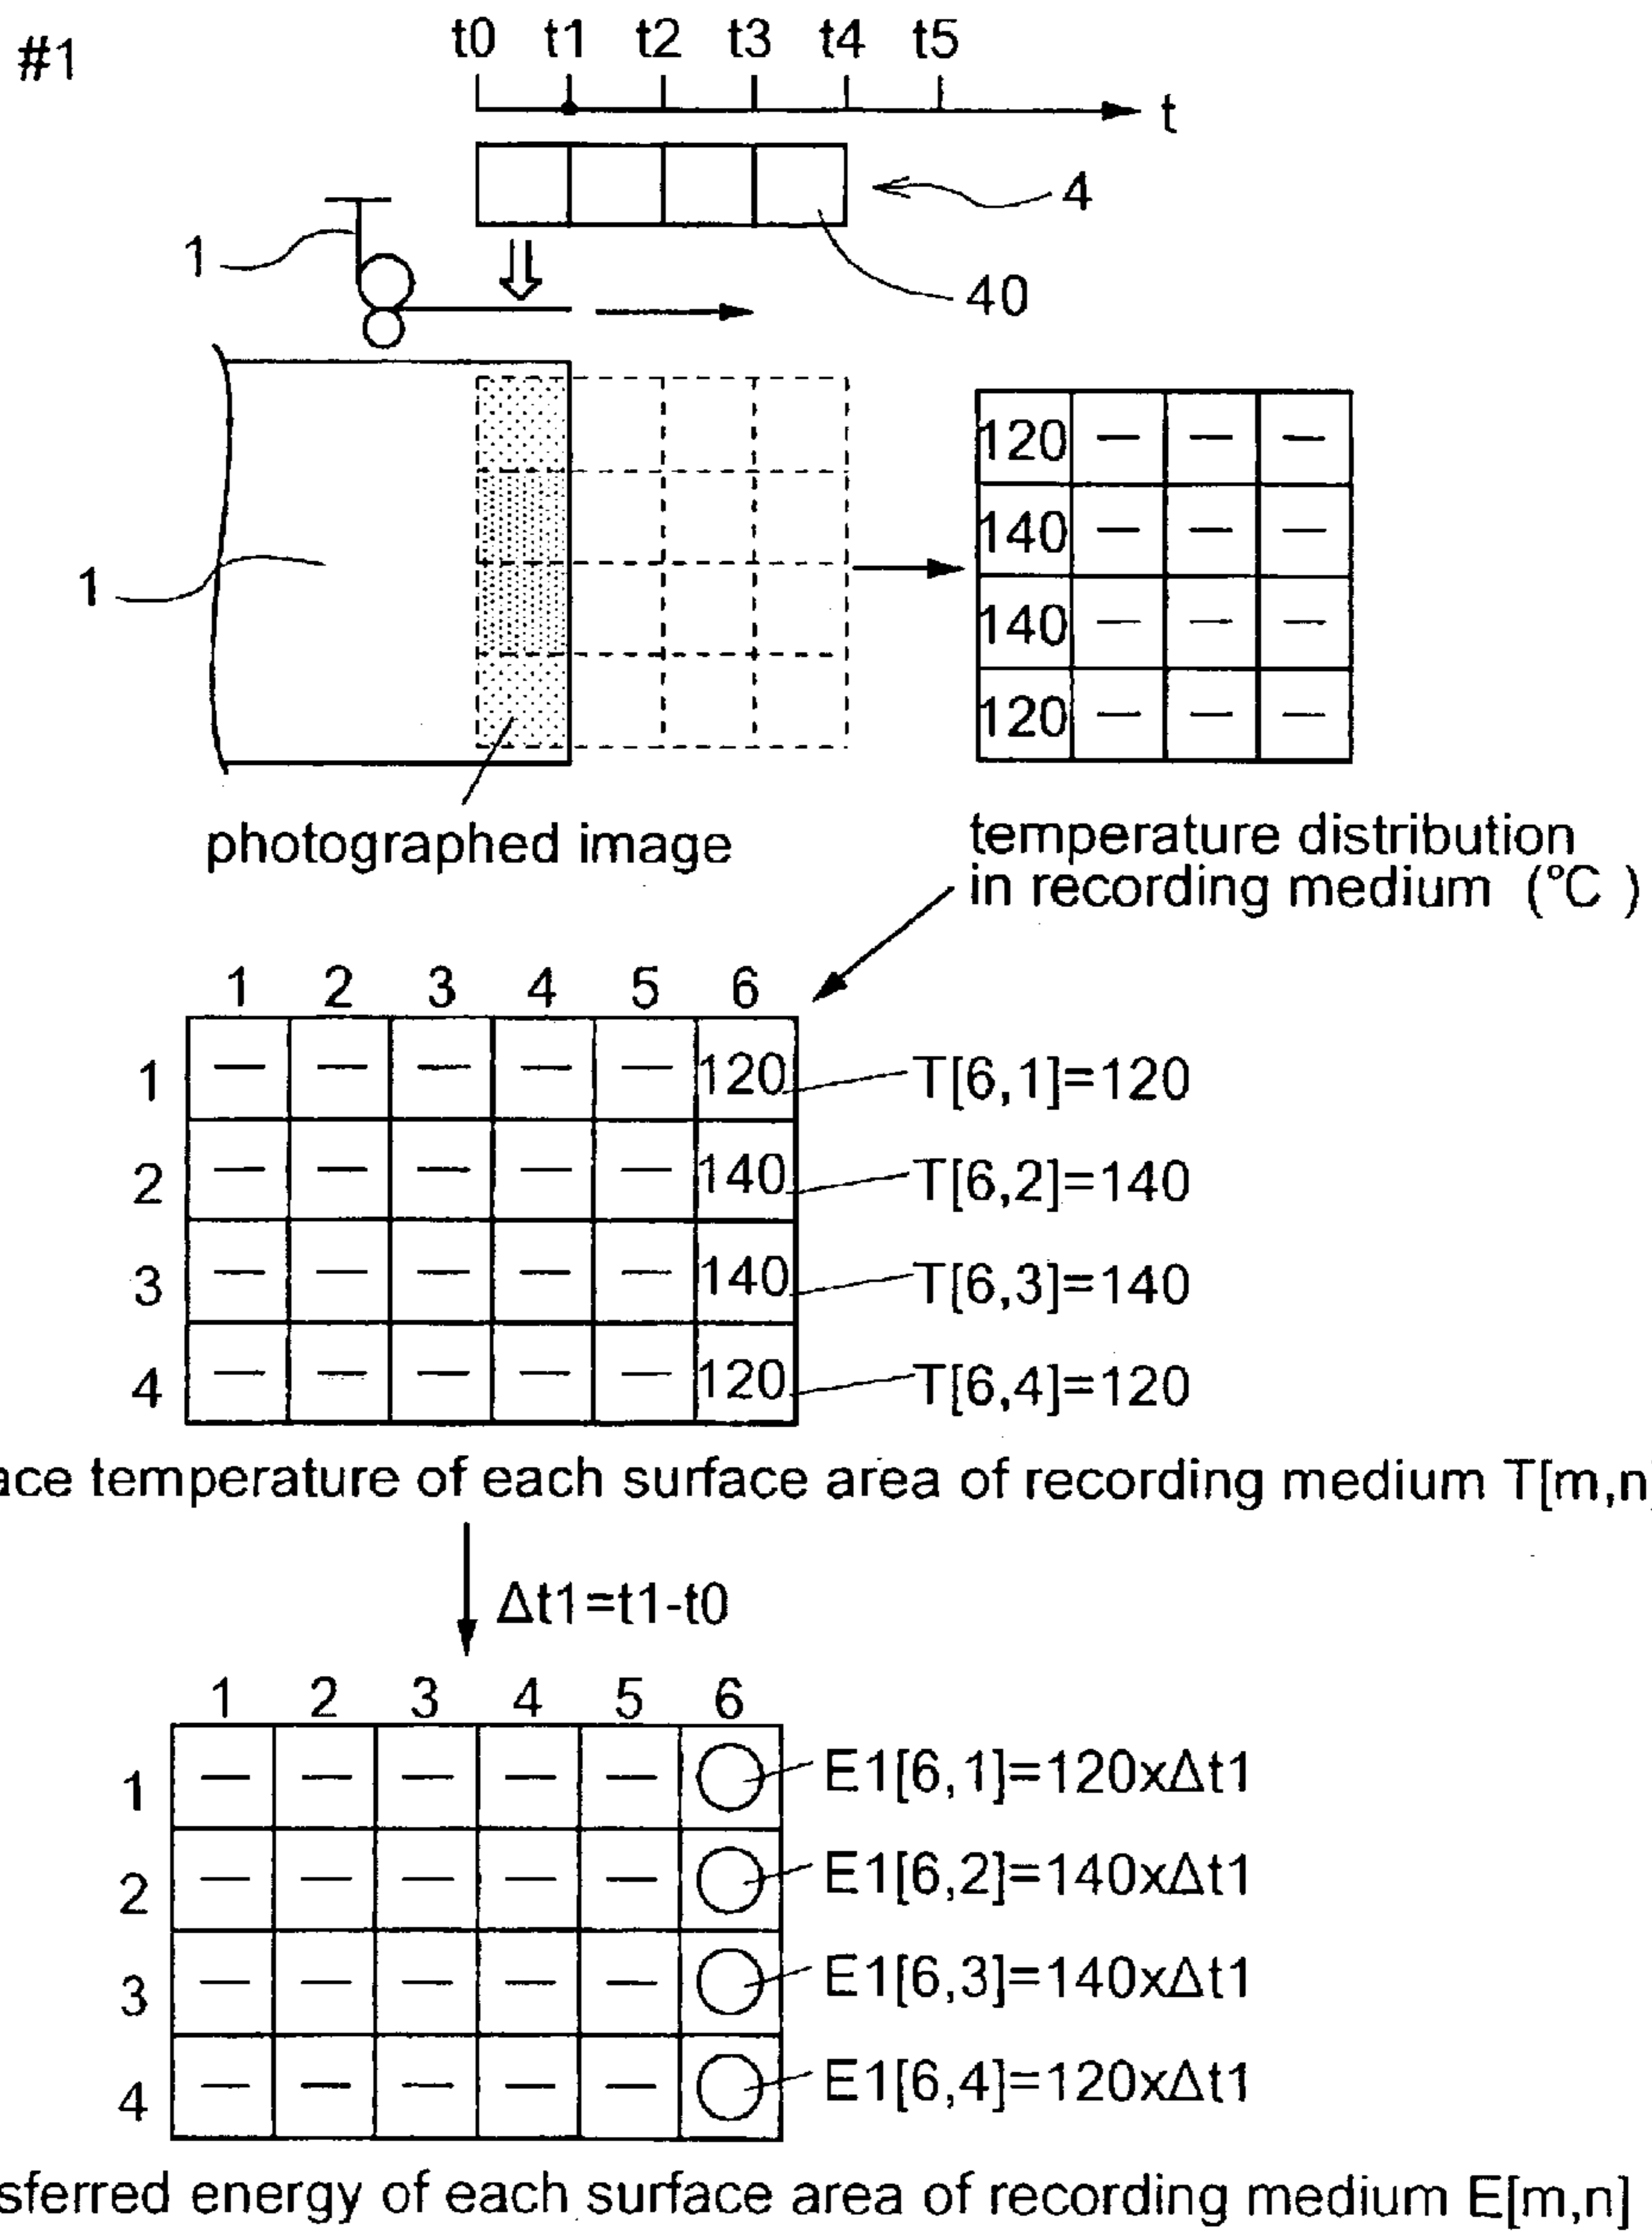 #1
t0 t1 t2 t3 t4 t5
t
4
1
40
1
120 — — —
140 — — —
140 — — —
120 — — —
photographed image
temperature distribution
in recording medium (°C )
1 2 3 4 5 6
1 — — — — — 120 T[6,1]=120
2 — — — — — 140 T[6,2]=140
3 — — — — — 140 T[6,3]=140
4 — — — — — 120 T[6,4]=120
temperature of each surface area of recording medium T[m,n]
Δt1=t1-t0
1 2 3 4 5 6
1 — — — — — ○ E1[6,1]=120xΔt1
2 — — — — — ○ E1[6,2]=140xΔt1
3 — — — — — ○ E1[6,3]=140xΔt1
4 — — — — — ○ E1[6,4]=120xΔt1
sferred energy of each surface area of recording medium E[m,n]